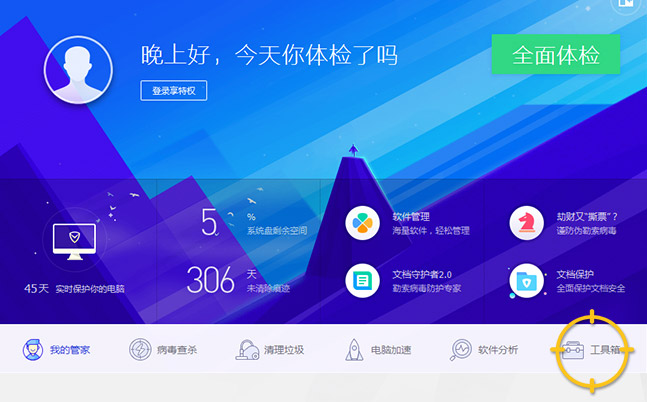 晚上好，今天你体检了吗
全面体检
登录享特权
5 %
系统盘剩余空间
软件管理
海量软件，轻松管理
劫财又"撕票"？
谨防伪勒索病毒
45天 实时保护你的电脑
306 天
未清除痕迹
文档守护者2.0
勒索病毒防护专家
文档保护
全面保护文档安全
我的管家
病毒查杀
清理垃圾
电脑加速
软件分析
工具箱